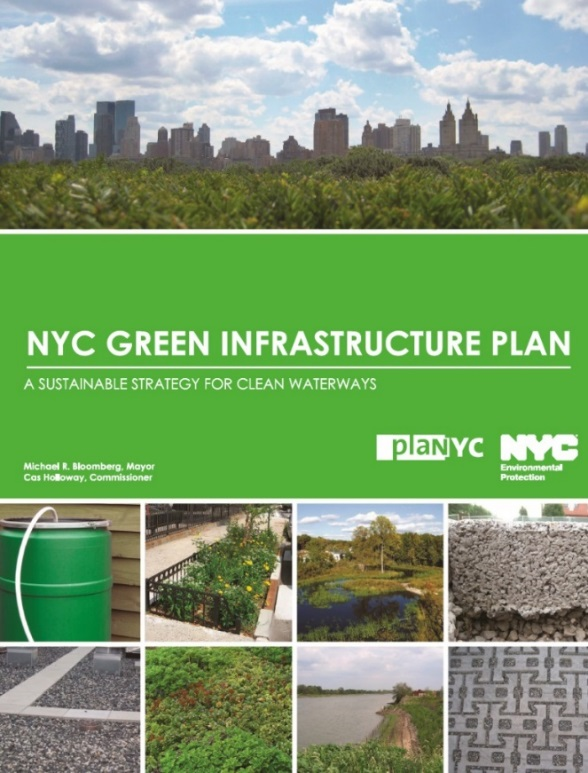 NYC GREEN INFRASTRUCTURE PLAN
A SUSTAINABLE STRATEGY FOR CLEAN WATERWAYS
plaNYC
NYC
Environmental
Protection
Michael R. Bloomberg, Mayor
Cas Holloway, Commissioner